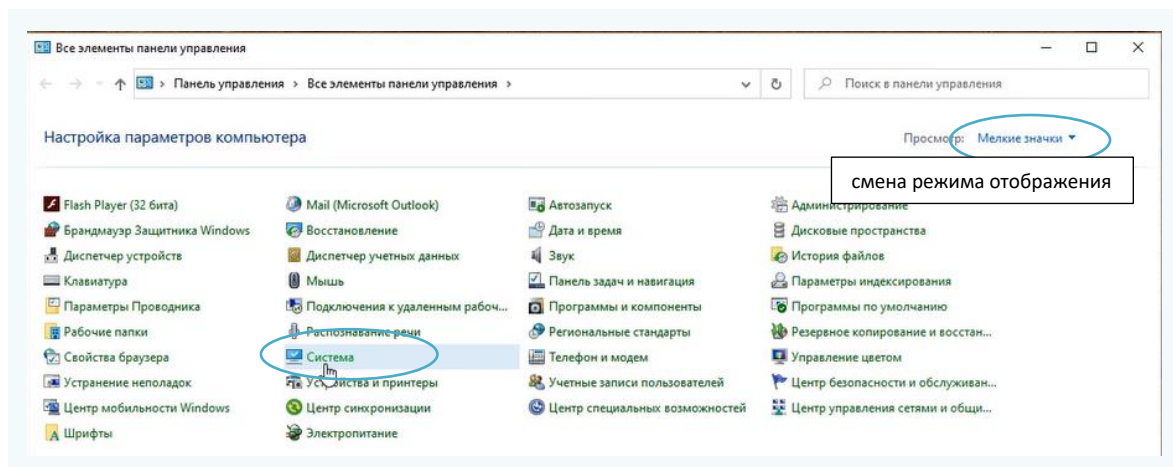 Все элементы панели управления
Панель управления > Все элементы панели управления >
Поиск в панели управления
Настройка параметров компьютера
Просмотр: Мелкие значки
смена режима отображения
Flash Player (32 бита)
Mail (Microsoft Outlook)
Автозапуск
Администрирование
Брандмауэр Защитника Windows
Восстановление
Дата и время
Дисковые пространства
Диспетчер устройств
Диспетчер учетных данных
Звук
История файлов
Клавиатура
Мышь
Панель задач и навигация
Параметры индексирования
Параметры Проводника
Подключения к удаленным рабоч...
Программы и компоненты
Программы по умолчанию
Рабочие папки
Распознавание речи
Региональные стандарты
Резервное копирование и восстан...
Свойства браузера
Система
Телефон и модем
Управление цветом
Устранение неполадок
Устройства и принтеры
Учетные записи пользователей
Центр безопасности и обслуживан...
Центр мобильности Windows
Центр синхронизации
Центр специальных возможностей
Центр управления сетями и общи...
Шрифты
Электропитание